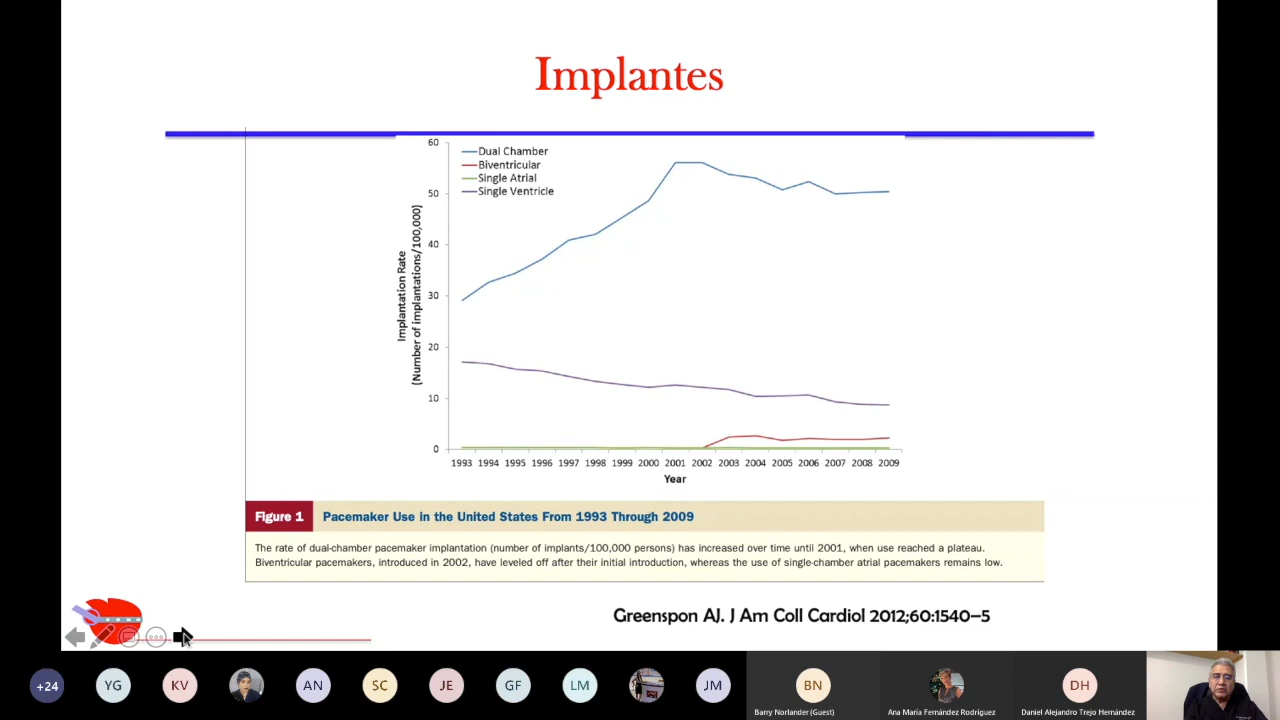 Implantes
60
50
40
30
20
10
0
Dual Chamber
Biventricular
Single Atrial
Single Ventricle
Implantation Rate
(Number of implantations/100,000)
1993 1994 1995 1996 1997 1998 1999 2000 2001 2002 2003 2004 2005 2006 2007 2008 2009
Year
Figure 1 Pacemaker Use in the United States From 1993 Through 2009
The rate of dual-chamber pacemaker implantation (number of implants/100,000 persons) has increased over time until 2001, when use reached a plateau.
Biventricular pacemakers, introduced in 2002, have leveled off after their initial introduction, whereas the use of single-chamber atrial pacemakers remains low.
Greenspon AJ. J Am Coll Cardiol 2012;60:1540–5
+24 YG KV AN SC JE GF LM JM BN DH
Barry Norlander (Guest) Ana María Fernández Rodríguez Daniel Alejandro Trejo Hernández